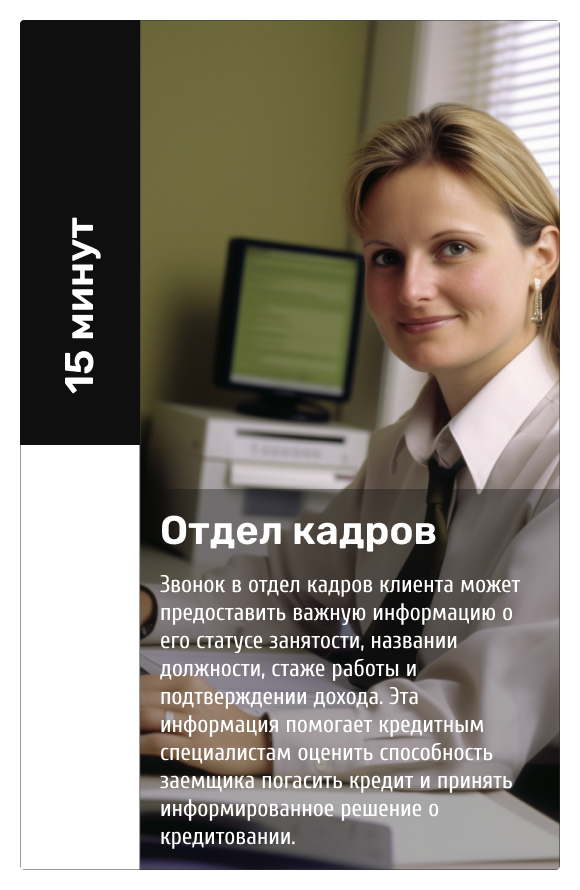 15 минут
Отдел кадров
Звонок в отдел кадров клиента может
предоставить важную информацию о
его статусе занятости, названии
должности, стаже работы и
подтверждении дохода. Эта
информация помогает кредитным
специалистам оценить способность
заемщика погасить кредит и принять
информированное решение о
кредитовании.